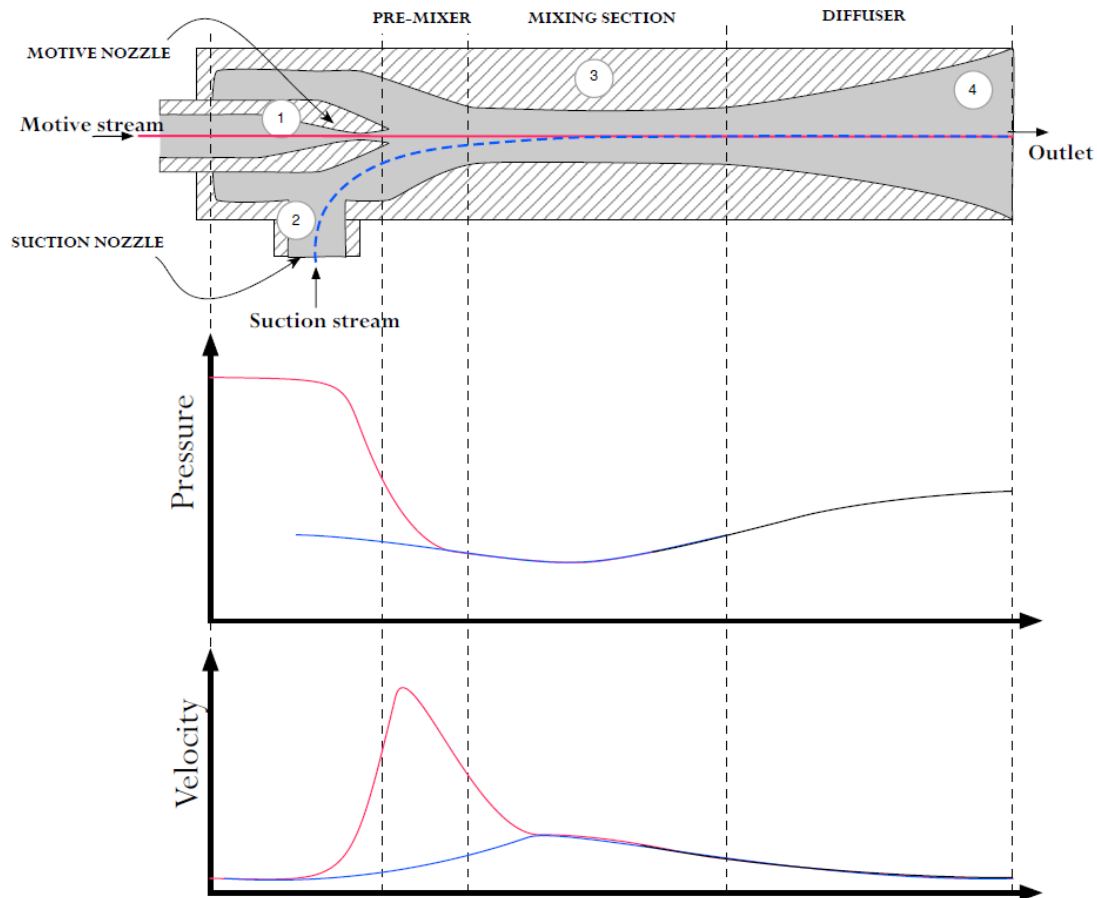 PRE-MIXER
MIXING SECTION
DIFFUSER
MOTIVE NOZZLE
3
4
1
Motive stream
Outlet
2
SUCTION NOZZLE
Suction stream
Pressure
Velocity